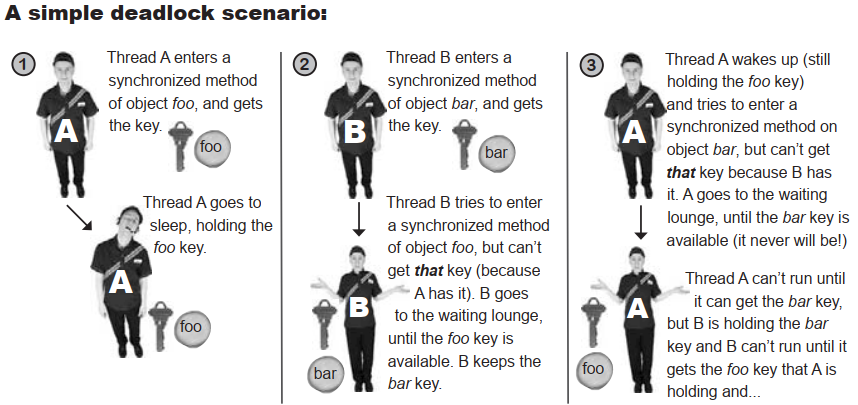 A simple deadlock scenario:
1
Thread A enters a
synchronized method
of object foo, and gets
the key.
foo
A
Thread A goes to
sleep, holding the
foo key.
A
foo
2
Thread B enters a
synchronized method
of object bar, and gets
the key.
bar
B
Thread B tries to enter
a synchronized method
of object foo, but can't
get that key (because
A has it). B goes
to the waiting lounge,
until the foo key is
available. B keeps the
bar key.
B
bar
3
Thread A wakes up (still
holding the foo key)
and tries to enter a
synchronized method on
object bar, but can't get
that key because B has
it. A goes to the waiting
lounge, until the bar key is
available (it never will be!)
A
Thread A can't run until
it can get the bar key,
but B is holding the bar
key and B can't run until it
gets the foo key that A is
holding and...
A
foo